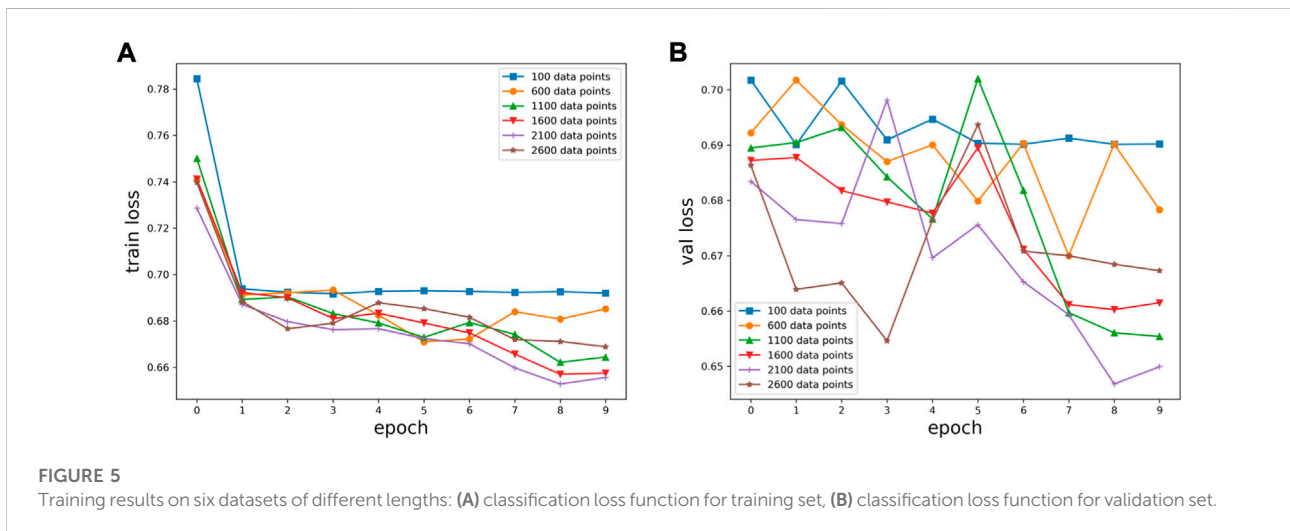 A
B
0.78
0.76
0.74
0.72
0.70
0.68
0.66
train loss
100 data points
600 data points
1100 data points
1600 data points
2100 data points
2600 data points
0 1 2 3 4 5 6 7 8 9
epoch
0.70
0.69
0.68
0.67
0.66
0.65
val loss
100 data points
600 data points
1100 data points
1600 data points
2100 data points
2600 data points
0 1 2 3 4 5 6 7 8 9
epoch
FIGURE 5
Training results on six datasets of different lengths: (A) classification loss function for training set, (B) classification loss function for validation set.